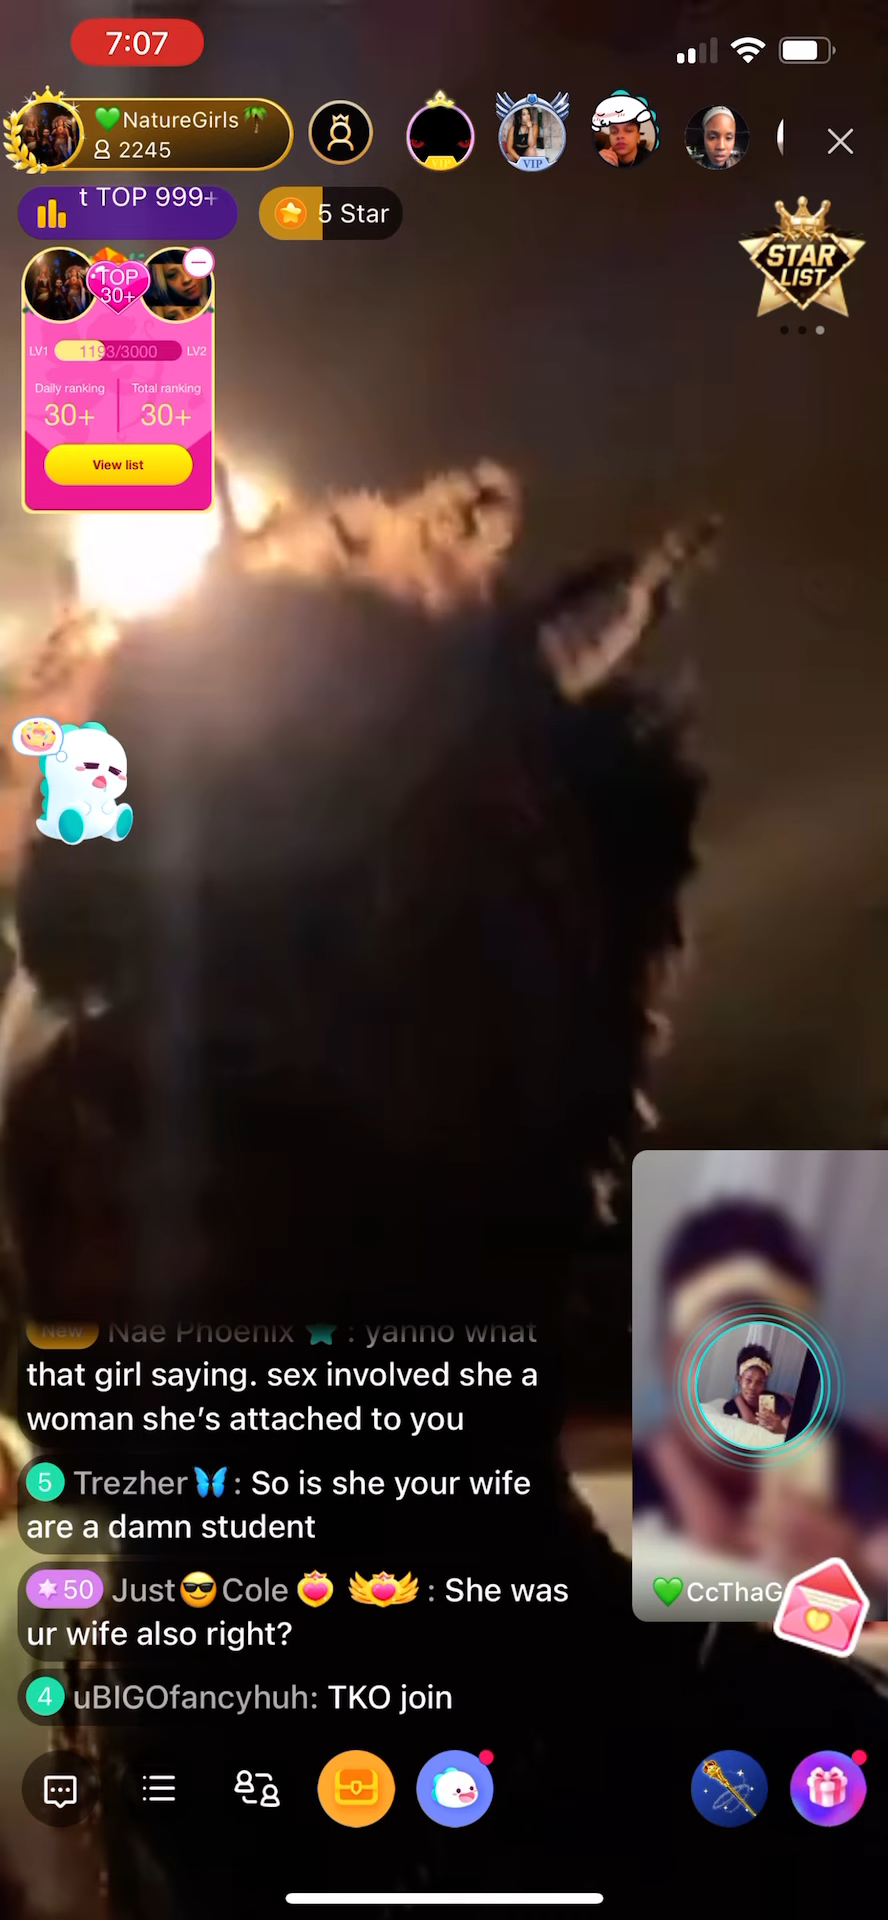 7:07
💚NatureGirls🌴
2245
VIP
VIP
t TOP 999+
5 Star
STAR
LIST
TOP
30+
LV1 1193/3000 LV2
Daily ranking Total ranking
30+ 30+
View list
New Nae Phoenix : yanno what
that girl saying. sex involved she a
woman she’s attached to you
5 Trezher🦋: So is she your wife
are a damn student
50 Just😎Cole : She was
ur wife also right?
💚CcThaG
4 uBIGOfancyhuh: TKO join